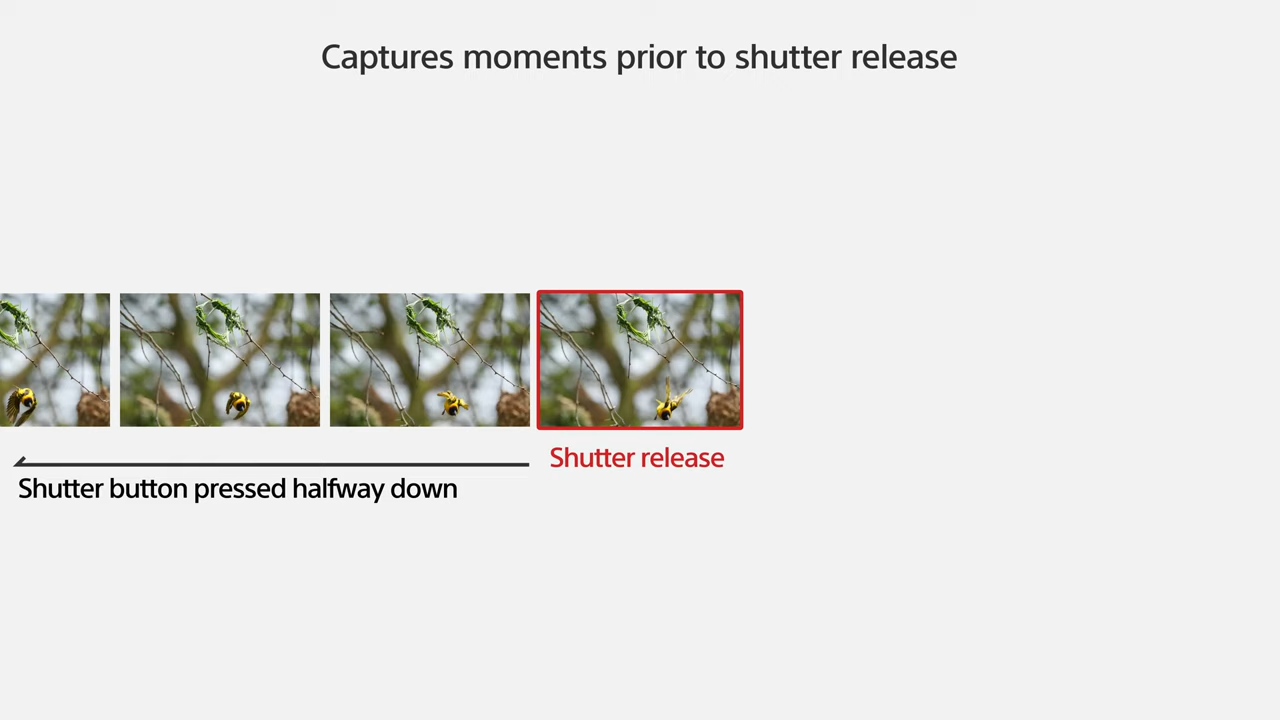 Captures moments prior to shutter release
Shutter release
Shutter button pressed halfway down